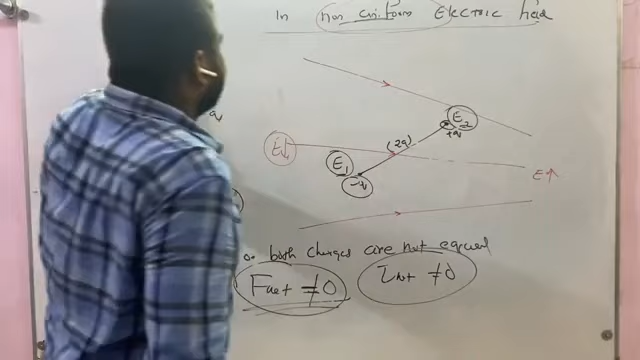 In non uniform Electric field
E₂
+q
(2a)
E↓
E₁
-q
E↑
both charges are not equal
Fnet ≠0 τnet ≠0